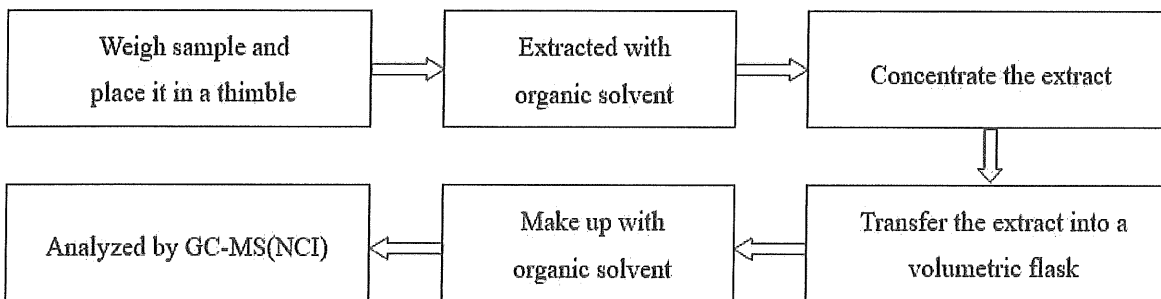 Weigh sample and
place it in a thimble
Extracted with
organic solvent
Concentrate the extract
Transfer the extract into a
volumetric flask
Make up with
organic solvent
Analyzed by GC-MS(NCI)